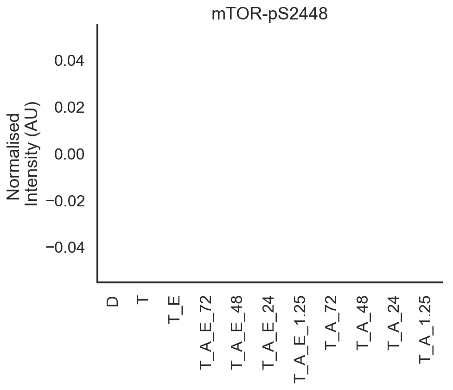 mTOR-pS2448
Normalised
Intensity (AU)
0.04
0.02
0.00
−0.02
−0.04
D
T
T_E
T_A_E_72
T_A_E_48
T_A_E_24
T_A_E_1.25
T_A_72
T_A_48
T_A_24
T_A_1.25